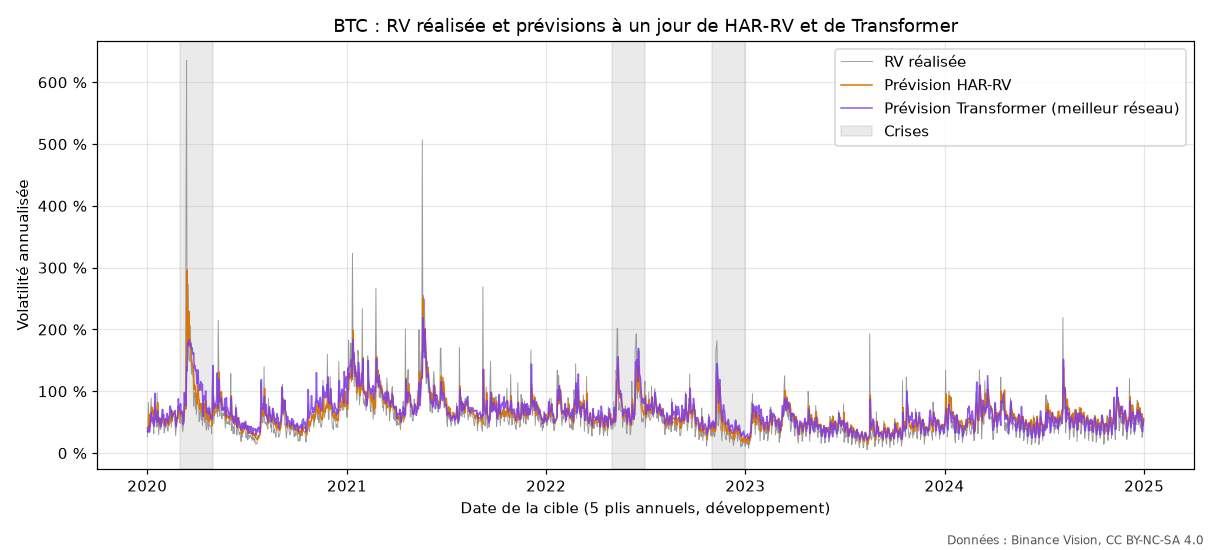 BTC : RV réalisée et prévisions à un jour de HAR-RV et de Transformer
RV réalisée
Prévision HAR-RV
Prévision Transformer (meilleur réseau)
Crises
Volatilité annualisée
600 %
500 %
400 %
300 %
200 %
100 %
0 %
2020
2021
2022
2023
2024
2025
Date de la cible (5 plis annuels, développement)
Données : Binance Vision, CC BY-NC-SA 4.0